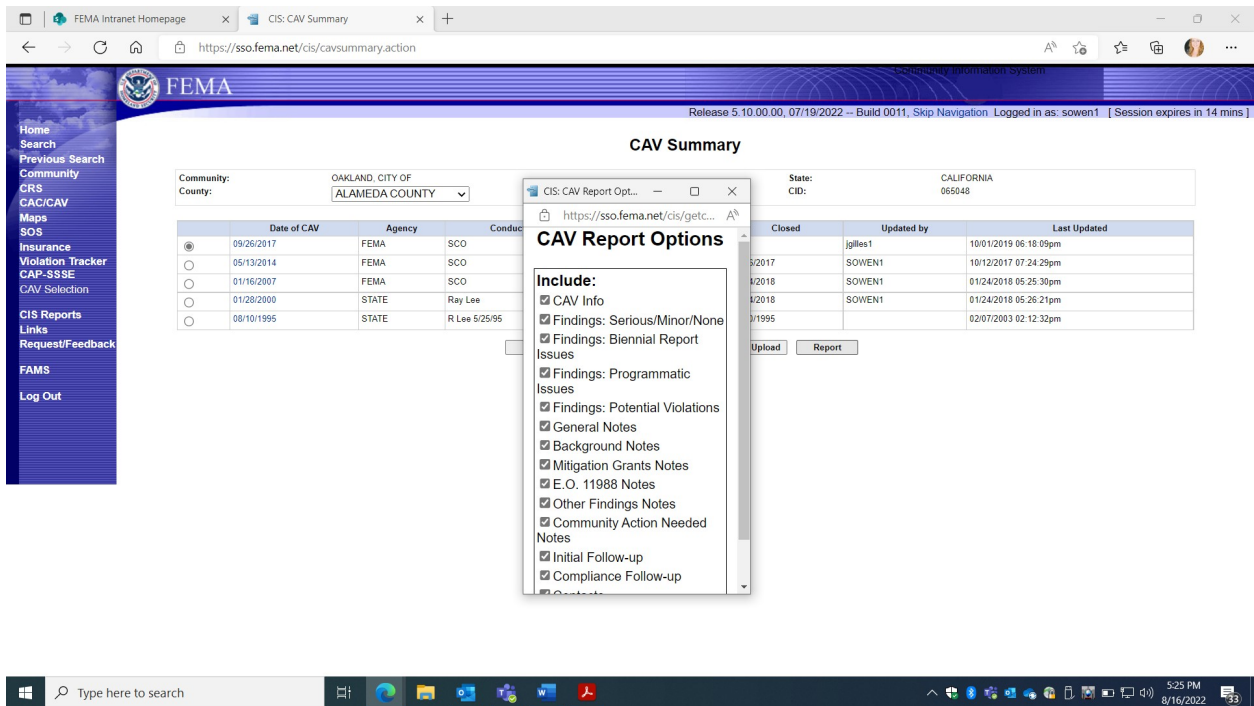 FEMA Intranet Homepage
CIS: CAV Summary
https://sso.fema.net/cis/cavsummary.action
FEMA
Community Information System
Release 5.10.00.00, 07/19/2022 -- Build 0011, Skip Navigation Logged in as: sowen1 [ Session expires in 14 mins ]
Home
Search
Previous Search
Community
CRS
CAC/CAV
Maps
SOS
Insurance
Violation Tracker
CAP-SSSE
CAV Selection
CIS Reports
Links
Request/Feedback
FAMS
Log Out
CAV Summary
Community: OAKLAND, CITY OF State: CALIFORNIA
County: ALAMEDA COUNTY CID: 065048
Date of CAV Agency Conduc Closed Updated by Last Updated
09/26/2017 FEMA SCO jgilles1 10/01/2019 06:18:09pm
05/13/2014 FEMA SCO /2017 SOWEN1 10/12/2017 07:24:29pm
01/16/2007 FEMA SCO /2018 SOWEN1 01/24/2018 05:25:30pm
01/28/2000 STATE Ray Lee /2018 SOWEN1 01/24/2018 05:26:21pm
08/10/1995 STATE R Lee 5/25/95 /1995 02/07/2003 02:12:32pm
Upload Report
CIS: CAV Report Opt...
https://sso.fema.net/cis/getc...
CAV Report Options
Include:
CAV Info
Findings: Serious/Minor/None
Findings: Biennial Report
Issues
Findings: Programmatic
Issues
Findings: Potential Violations
General Notes
Background Notes
Mitigation Grants Notes
E.O. 11988 Notes
Other Findings Notes
Community Action Needed
Notes
Initial Follow-up
Compliance Follow-up
Contacts
Type here to search
5:25 PM
8/16/2022
33